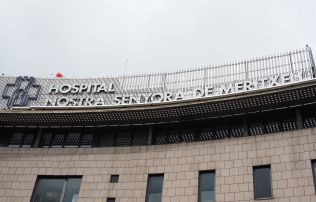 HOSPITAL
NOSTRA SENYORA DE MERITXELL